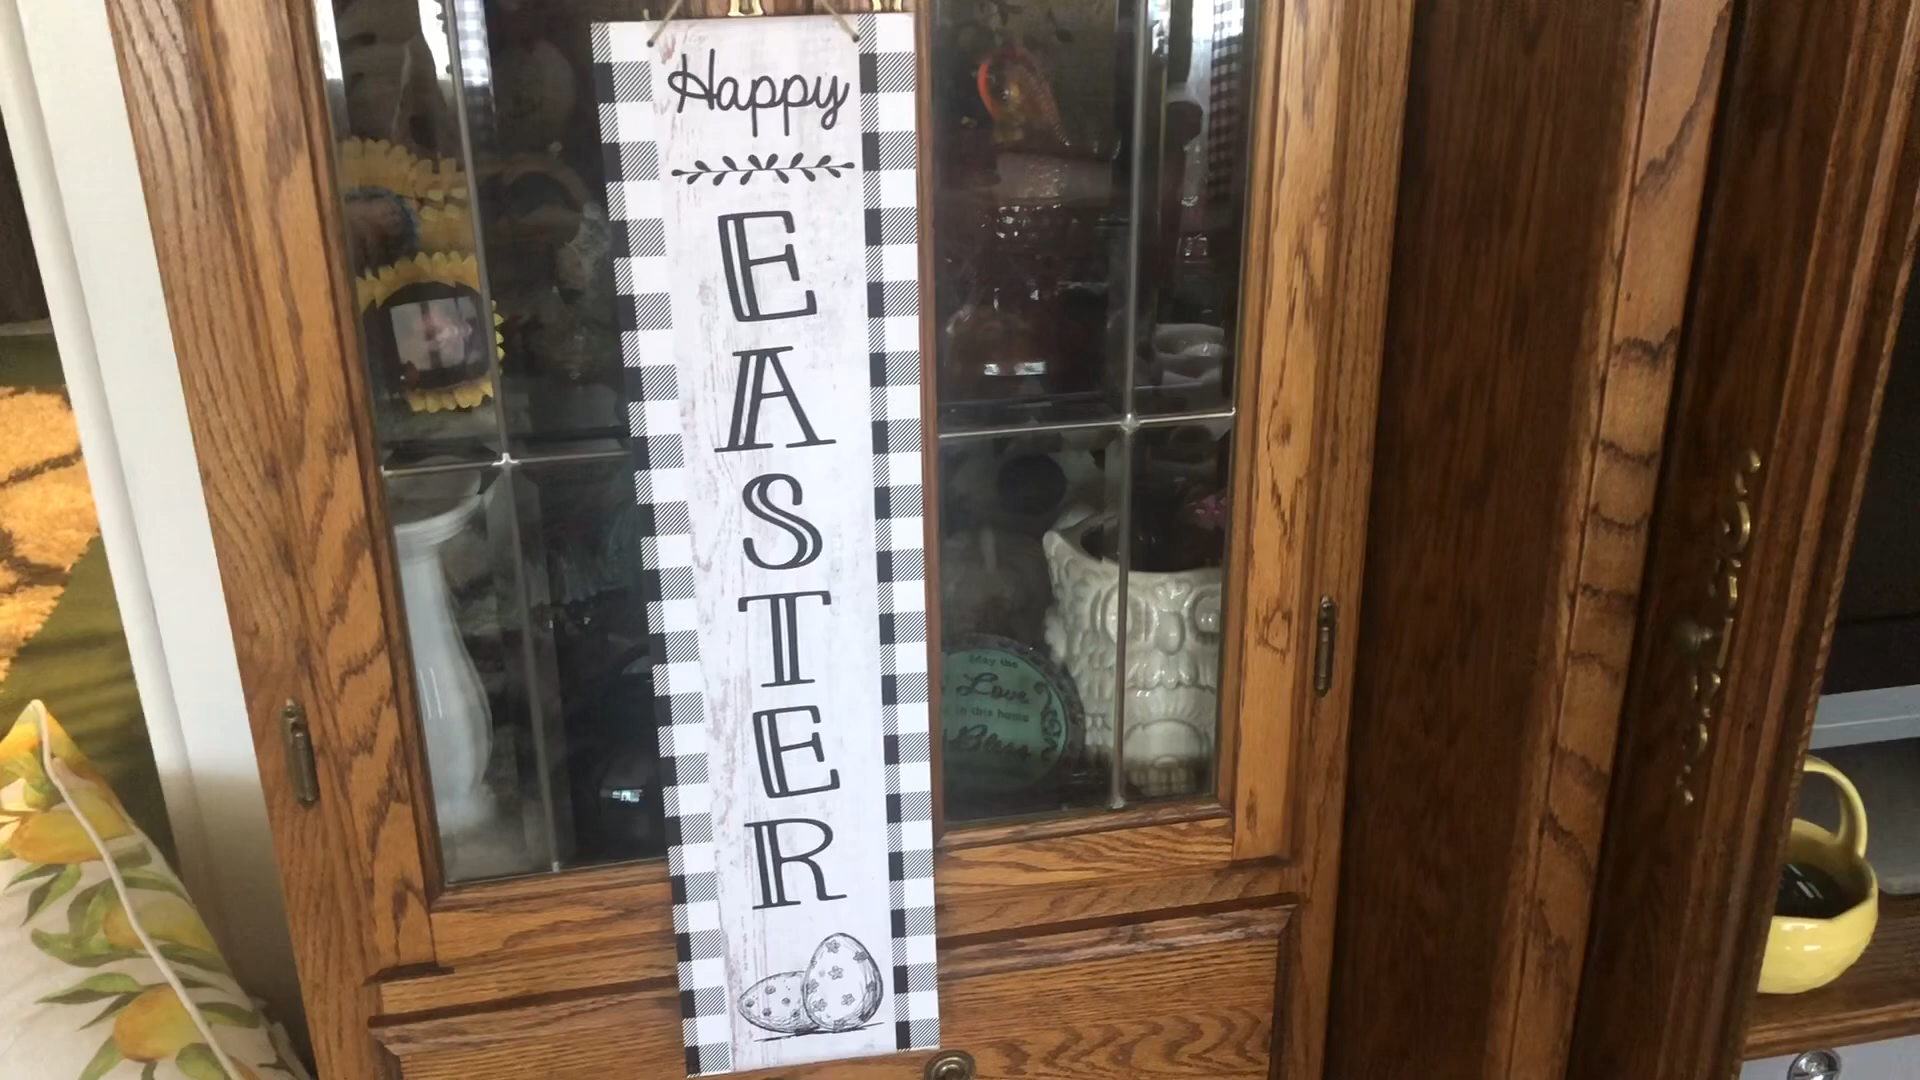 Happy
EASTER
May the
Love
in this home
Bless